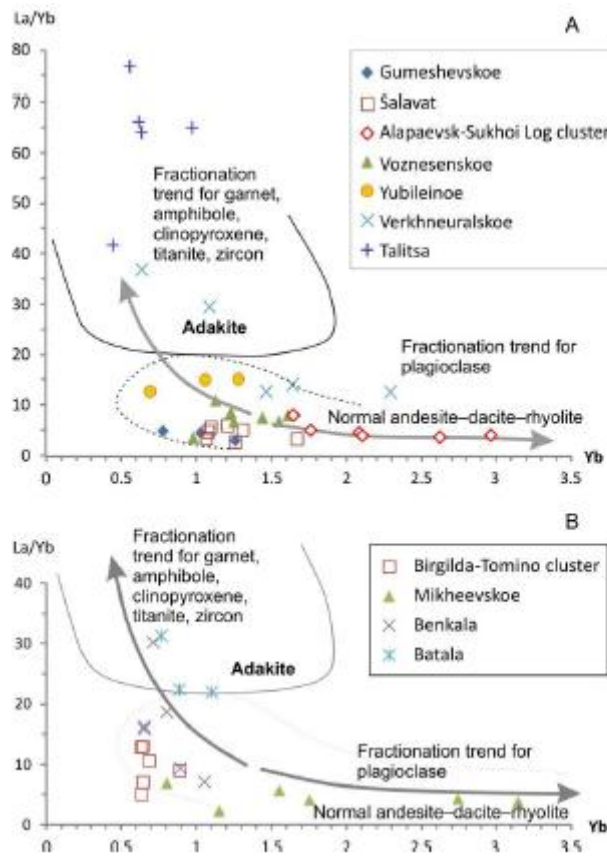 La/Yb
A
80
70
60
50
40
30
20
10
0
0
0.5
1
1.5
2
2.5
3
3.5
Yb
Gumeshevskoe
Šalavat
Alapaevsk-Sukhoi Log cluster
Voznesenskoe
Yubileinoe
Verkhneuralskoe
Talitsa
Fractionation
trend for garnet,
amphibole,
clinopyroxene,
titanite, zircon
Adakite
Fractionation trend for
plagioclase
Normal andesite–dacite–rhyolite
B
La/Yb
40
30
20
10
0
0
0.5
1
1.5
2
2.5
3
3.5
Yb
Fractionation
trend for garnet,
amphibole,
clinopyroxene,
titanite, zircon
Birgilda-Tomino cluster
Mikheevskoe
Benkala
Batala
Adakite
Fractionation trend for
plagioclase
Normal andesite–dacite–rhyolite